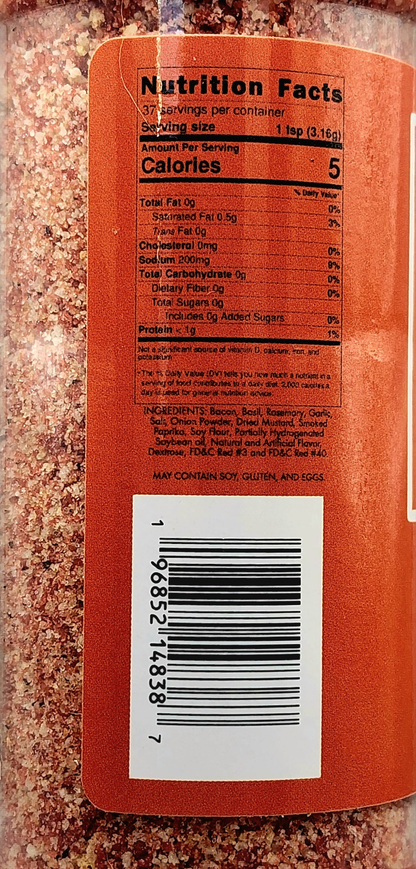 Nutrition Facts
37 servings per container
Serving size 1 tsp (3.16g)
Amount Per Serving
Calories 5
% Daily Value*
Total Fat 0g 0%
Saturated Fat 0.5g 3%
Trans Fat 0g
Cholesterol 0mg 0%
Sodium 200mg 9%
Total Carbohydrate 0g 0%
Dietary Fiber 0g 0%
Total Sugars 0g
Includes 0g Added Sugars 0%
Protein < 1g 1%
Not a significant source of vitamin D, calcium, iron, and
potassium
*The % Daily Value (DV) tells you how much a nutrient in a
serving of food contributes to a daily diet. 2,000 calories a
day is used for general nutrition advice.
INGREDIENTS: Bacon, Basil, Rosemary, Garlic,
Salt, Onion Powder, Dried Mustard, Smoked
Paprika, Soy Flour, Partially Hydrogenated
Soybean oil, Natural and Artificial Flavor,
Dextrose, FD&C Red #3 and FD&C Red #40
MAY CONTAIN SOY, GLUTEN, AND EGGS.
1 96852 14838 7